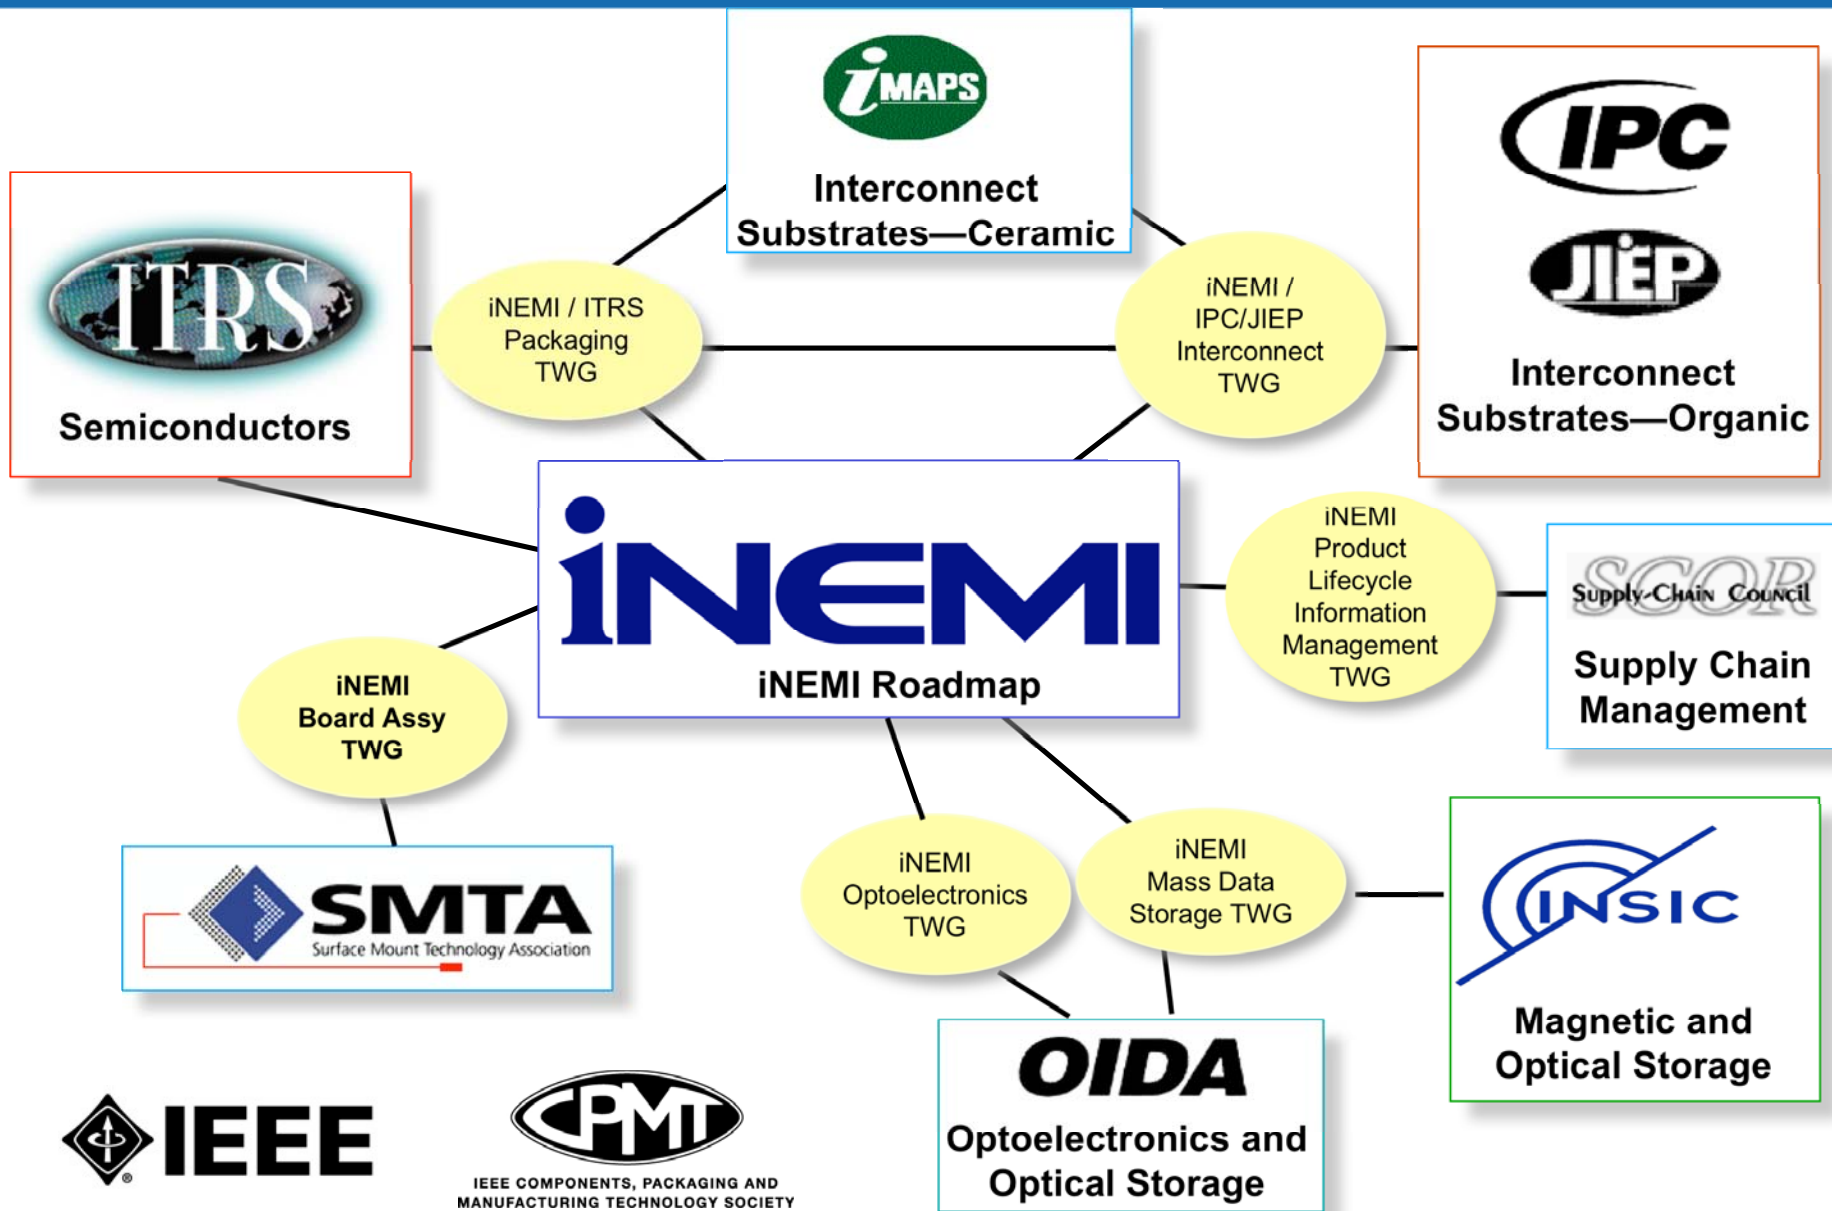 iMAPS
Interconnect
Substrates—Ceramic
IPC
JIEP
Interconnect
Substrates—Organic
ITRS
Semiconductors
iNEMI / ITRS
Packaging
TWG
iNEMI /
IPC/JIEP
Interconnect
TWG
iNEMI
iNEMI Roadmap
iNEMI
Product
Lifecycle
Information
Management
TWG
SCOR
Supply-Chain Council
Supply Chain
Management
iNEMI
Board Assy
TWG
SMTA
Surface Mount Technology Association
iNEMI
Optoelectronics
TWG
iNEMI
Mass Data
Storage TWG
INSIC
Magnetic and
Optical Storage
OIDA
Optoelectronics and
Optical Storage
IEEE
®
CPMT
IEEE COMPONENTS, PACKAGING AND
MANUFACTURING TECHNOLOGY SOCIETY